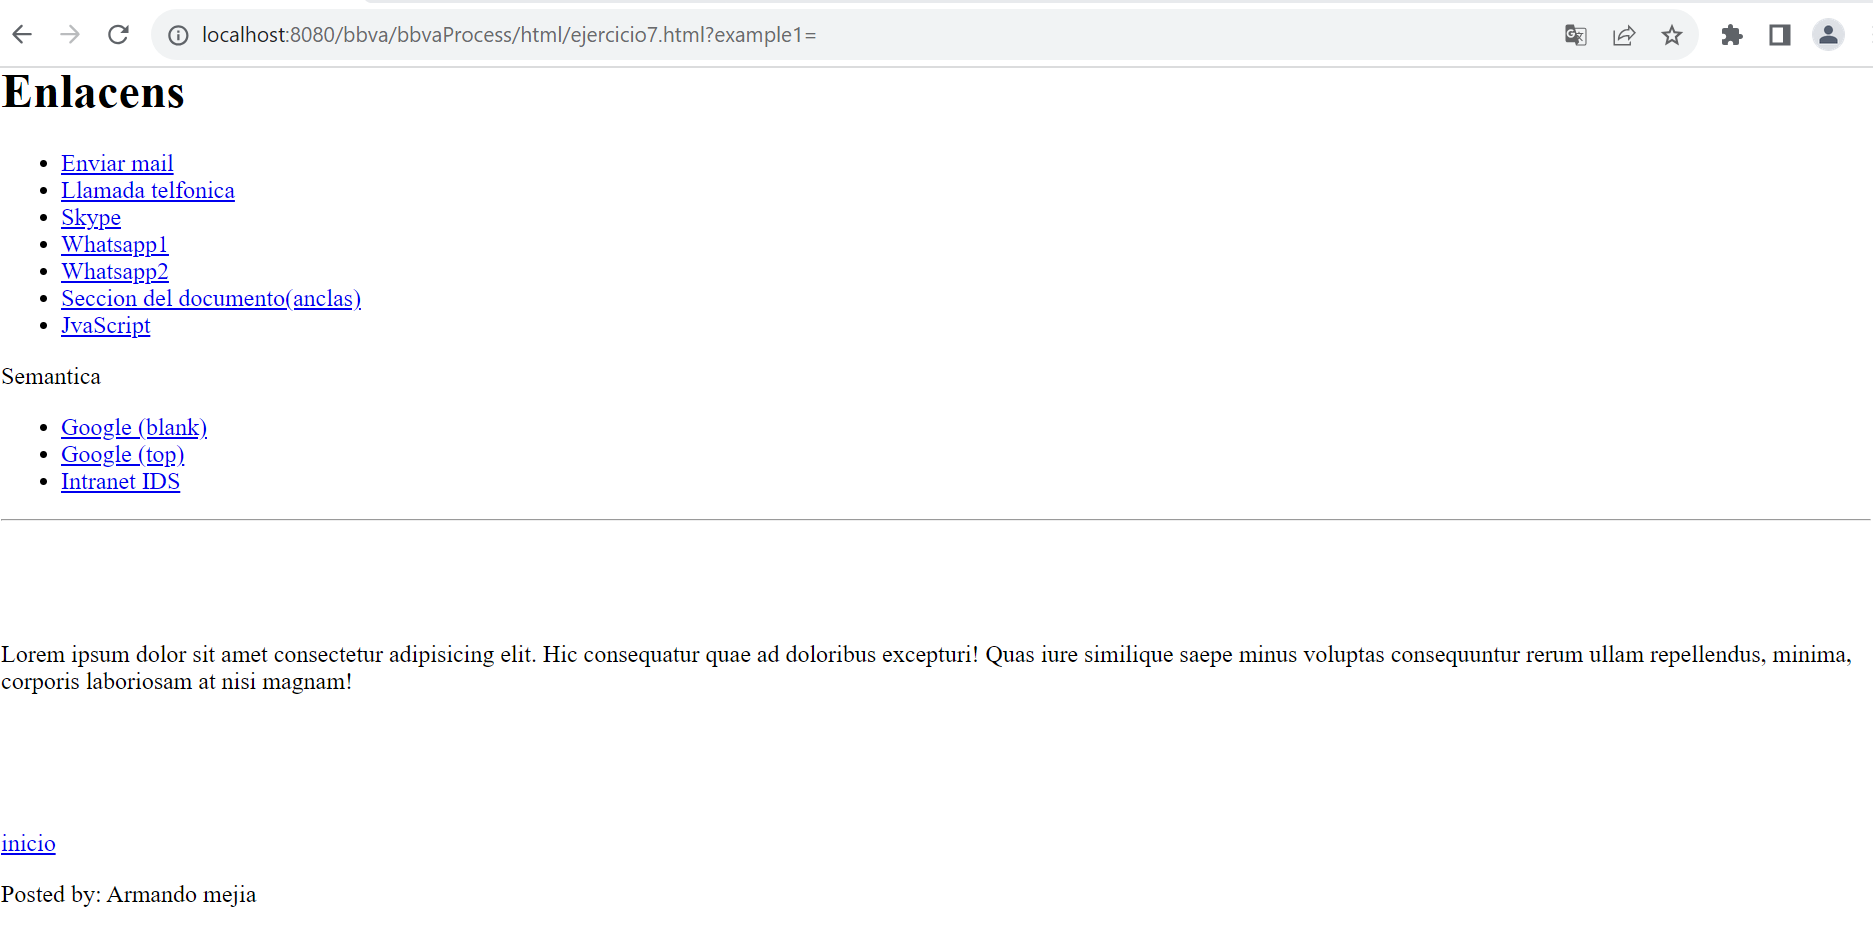 localhost:8080/bbva/bbvaProcess/html/ejercicio7.html?example1=
Enlacens
Enviar mail
Llamada telfonica
Skype
Whatsapp1
Whatsapp2
Seccion del documento(anclas)
JvaScript
Semantica
Google (blank)
Google (top)
Intranet IDS
Lorem ipsum dolor sit amet consectetur adipisicing elit. Hic consequatur quae ad doloribus excepturi! Quas iure similique saepe minus voluptas consequuntur rerum ullam repellendus, minima,
corporis laboriosam at nisi magnam!
inicio
Posted by: Armando mejia